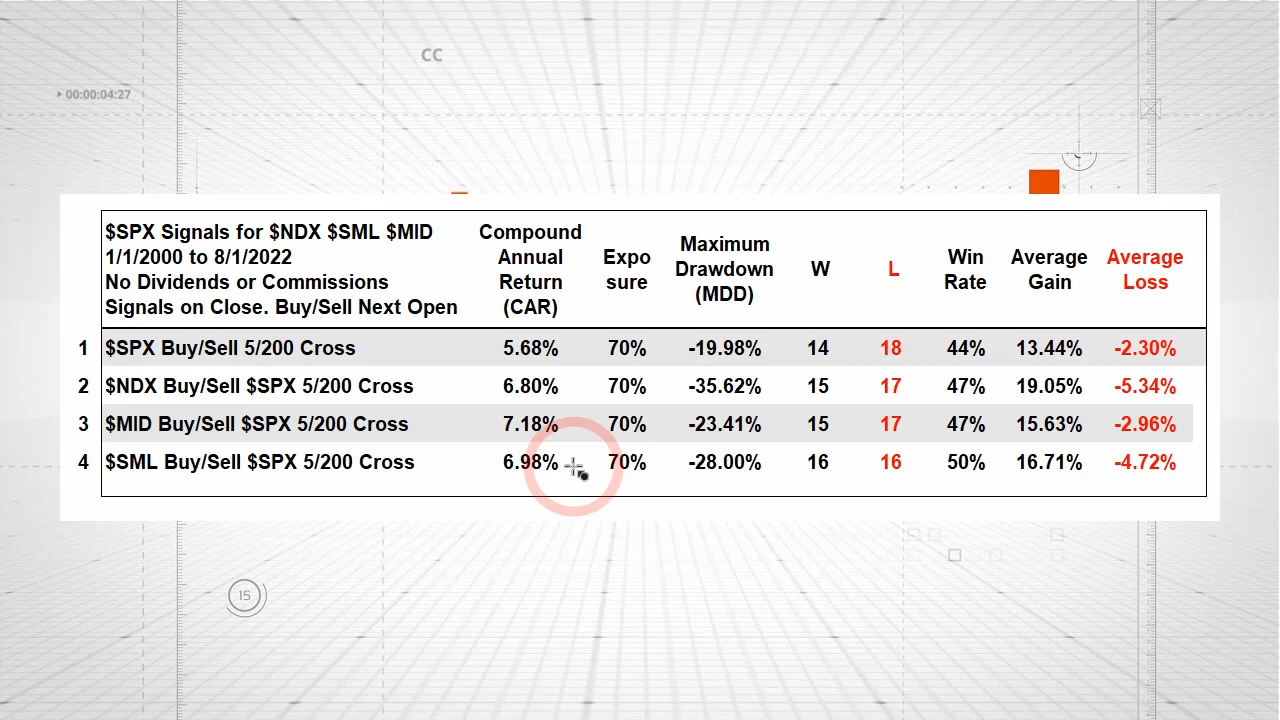 CC
00:00:04:27
$SPX Signals for $NDX $SML $MID
1/1/2000 to 8/1/2022
No Dividends or Commissions
Signals on Close. Buy/Sell Next Open
Compound
Annual
Return
(CAR)
Expo
sure
Maximum
Drawdown
(MDD)
W
L
Win
Rate
Average
Gain
Average
Loss
1 $SPX Buy/Sell 5/200 Cross 5.68% 70% -19.98% 14 18 44% 13.44% -2.30%
2 $NDX Buy/Sell $SPX 5/200 Cross 6.80% 70% -35.62% 15 17 47% 19.05% -5.34%
3 $MID Buy/Sell $SPX 5/200 Cross 7.18% 70% -23.41% 15 17 47% 15.63% -2.96%
4 $SML Buy/Sell $SPX 5/200 Cross 6.98% 70% -28.00% 16 16 50% 16.71% -4.72%
15